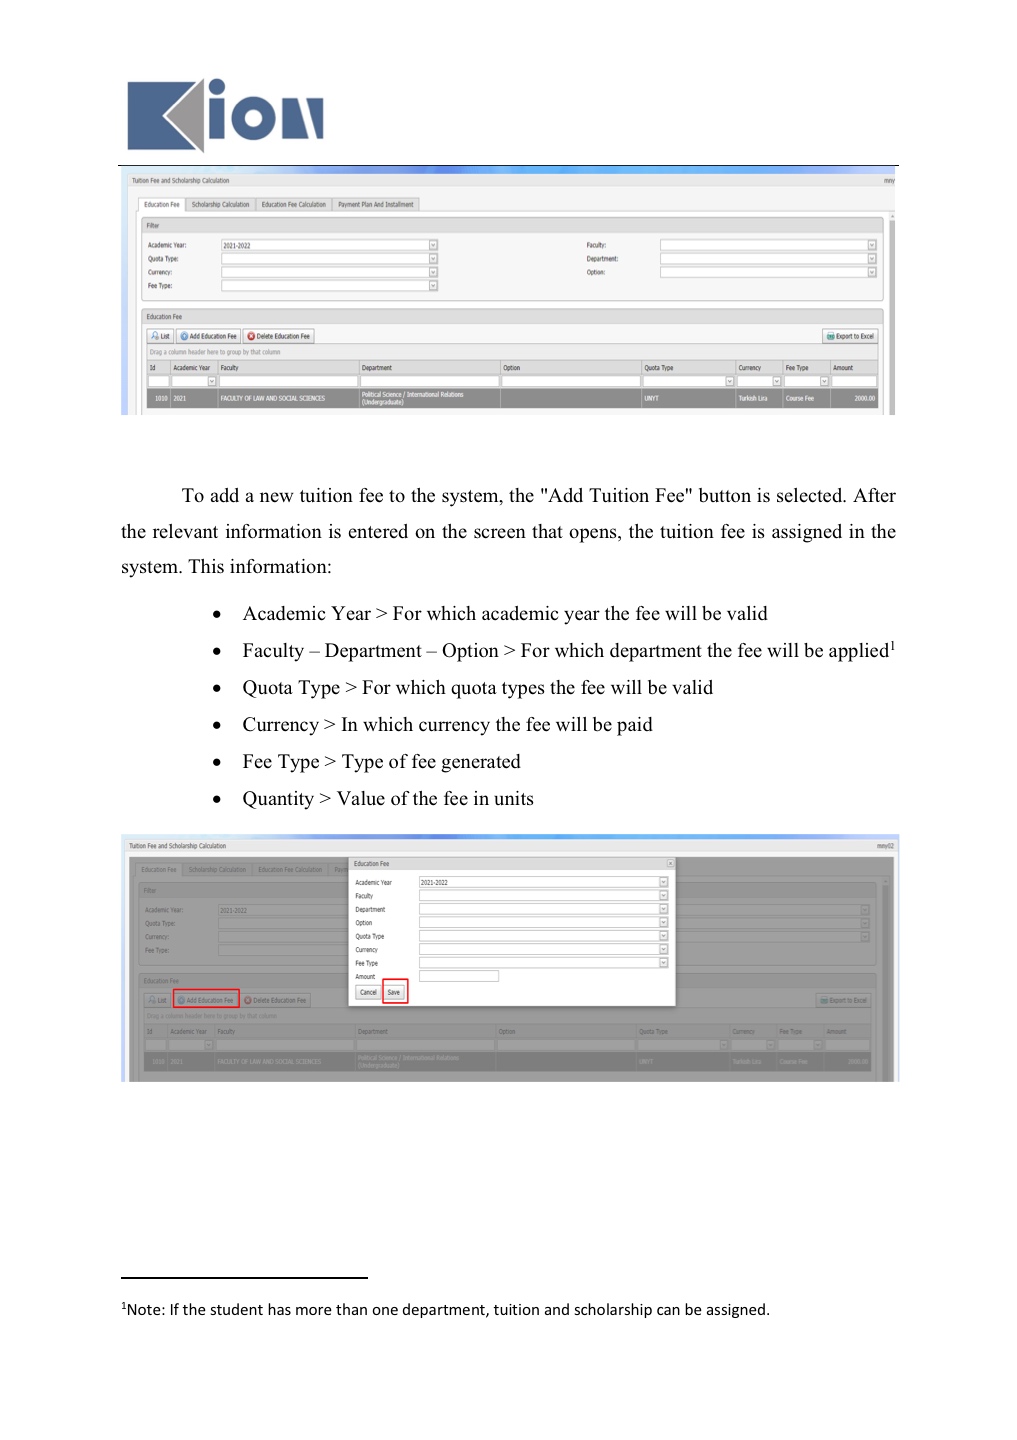 Kion
Tuition Fee and Scholarship Calculation mny
Education Fee Scholarship Calculation Education Fee Calculation Payment Plan And Installment
Filter
Academic Year: 2021-2022 Faculty:
Quota Type: Department:
Currency: Option:
Fee Type:
Education Fee
List Add Education Fee Delete Education Fee Export to Excel
Drag a column header here to group by that column
Id Academic Year Faculty Department Option Quota Type Currency Fee Type Amount
1010 2021 FACULTY OF LAW AND SOCIAL SCIENCES Political Science / International Relations (Undergraduate) UNYT Turkish Lira Course Fee 2000.00
To add a new tuition fee to the system, the "Add Tuition Fee" button is selected. After
the relevant information is entered on the screen that opens, the tuition fee is assigned in the
system. This information:
• Academic Year > For which academic year the fee will be valid
• Faculty – Department – Option > For which department the fee will be applied1
• Quota Type > For which quota types the fee will be valid
• Currency > In which currency the fee will be paid
• Fee Type > Type of fee generated
• Quantity > Value of the fee in units
Tuition Fee and Scholarship Calculation mny02
Education Fee Scholarship Calculation Education Fee Calculation
Filter
Academic Year: 2021-2022
Quota Type:
Currency:
Fee Type:
Education Fee
Academic Year 2021-2022
Faculty
Department
Option
Quota Type
Currency
Fee Type
Amount
Cancel Save
Education Fee
List Add Education Fee Delete Education Fee Export to Excel
Drag a column header here to group by that column
Id Academic Year Faculty Department Option Quota Type Currency Fee Type Amount
1010 2021 FACULTY OF LAW AND SOCIAL SCIENCES Political Science / International Relations (Undergraduate) UNYT Turkish Lira Course Fee 2000.00
1Note: If the student has more than one department, tuition and scholarship can be assigned.